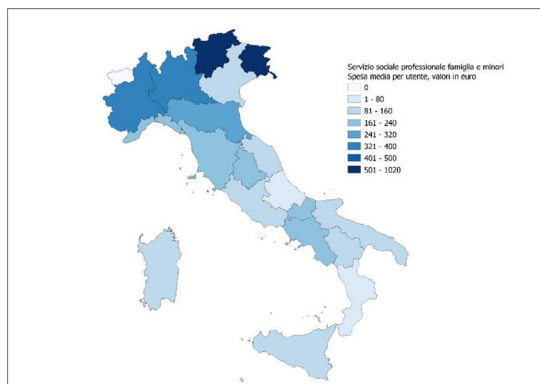 Servizio sociale professionale famiglia e minori
Spesa media per utente, valori in euro
0
1 - 80
81 - 160
161 - 240
241 - 320
321 - 400
401 - 500
501 - 1020